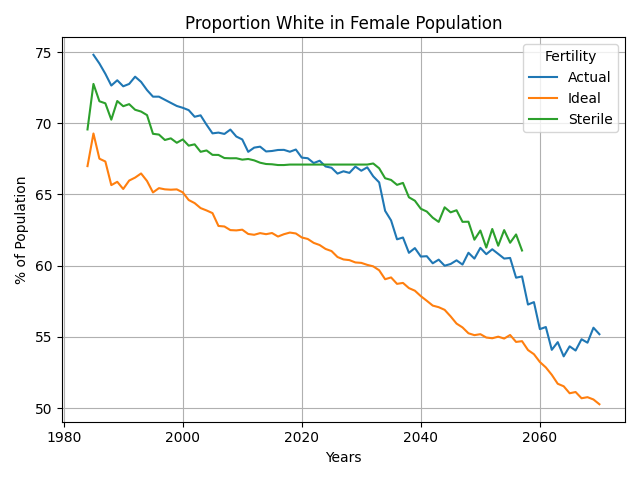 Proportion White in Female Population
% of Population
75
70
65
60
55
50
Fertility
Actual
Ideal
Sterile
1980
2000
2020
2040
2060
Years